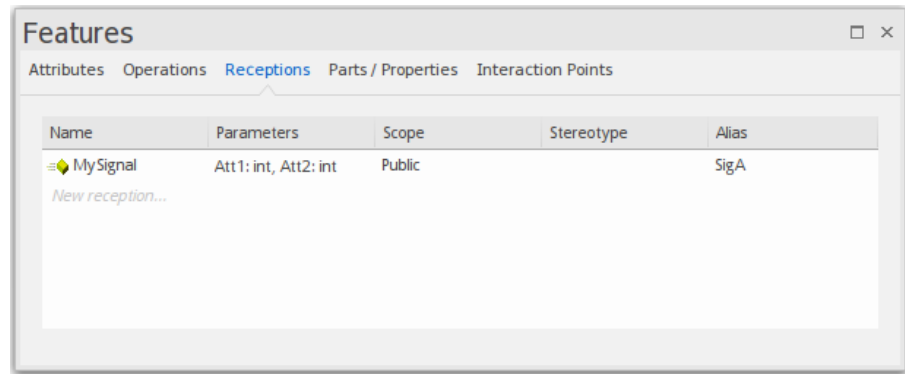 Features
Attributes Operations Receptions Parts / Properties Interaction Points
Name Parameters Scope Stereotype Alias
MySignal Att1: int, Att2: int Public SigA
New reception...